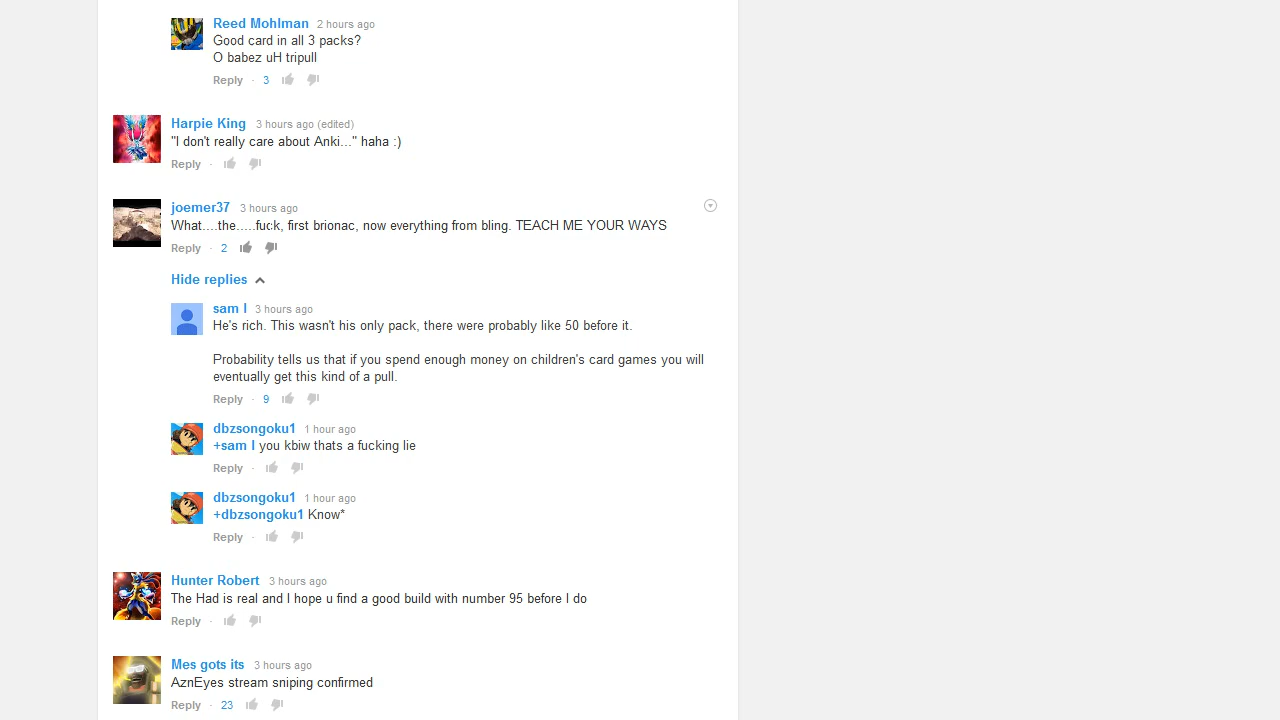 Reed Mohlman 2 hours ago
Good card in all 3 packs?
O babez uH tripull
Reply · 3
Harpie King 3 hours ago (edited)
"I don't really care about Anki..." haha :)
Reply ·
joemer37 3 hours ago
What....the.....fuck, first brionac, now everything from bling. TEACH ME YOUR WAYS
Reply · 2
Hide replies
sam l 3 hours ago
He's rich. This wasn't his only pack, there were probably like 50 before it.
Probability tells us that if you spend enough money on children's card games you will
eventually get this kind of a pull.
Reply · 9
dbzsongoku1 1 hour ago
+sam l you kbiw thats a fucking lie
Reply ·
dbzsongoku1 1 hour ago
+dbzsongoku1 Know*
Reply ·
Hunter Robert 3 hours ago
The Had is real and I hope u find a good build with number 95 before I do
Reply ·
Mes gots its 3 hours ago
AznEyes stream sniping confirmed
Reply · 23